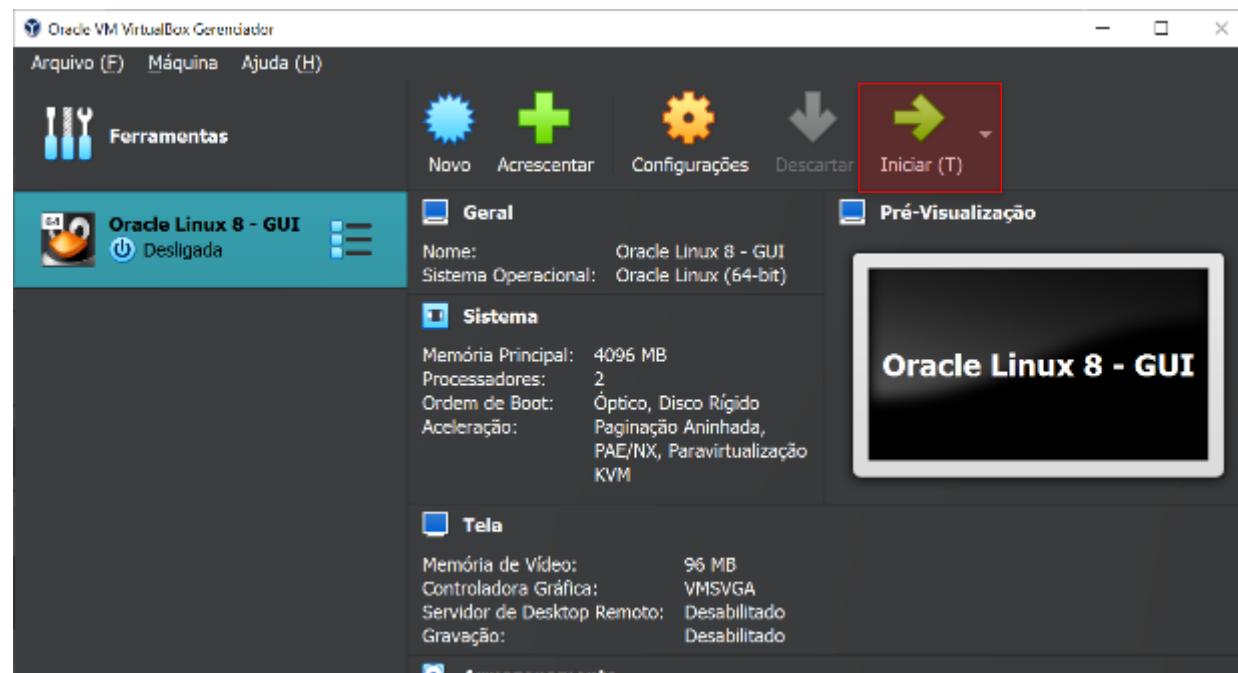 Oracle VM VirtualBox Gerenciador
Arquivo (F) Máquina Ajuda (H)
Ferramentas
Novo Acrescentar Configurações Descartar Iniciar (T)
Oracle Linux 8 - GUI
Desligada
Geral
Nome: Oracle Linux 8 - GUI
Sistema Operacional: Oracle Linux (64-bit)
Pré-Visualização
Oracle Linux 8 - GUI
Sistema
Memória Principal: 4096 MB
Processadores: 2
Ordem de Boot: Óptico, Disco Rígido
Aceleração: Paginação Aninhada,
PAE/NX, Paravirtualização
KVM
Tela
Memória de Vídeo: 96 MB
Controladora Gráfica: VMSVGA
Servidor de Desktop Remoto: Desabilitado
Gravação: Desabilitado